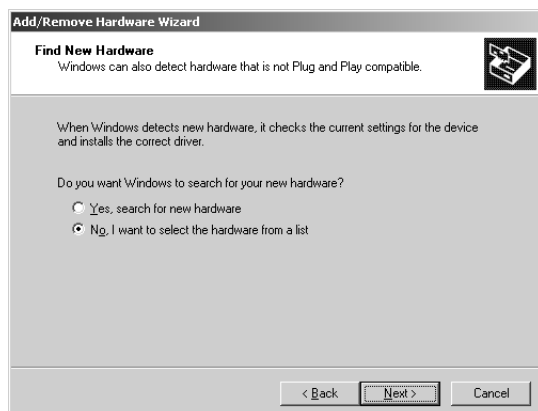 Add/Remove Hardware Wizard
Find New Hardware
Windows can also detect hardware that is not Plug and Play compatible.
When Windows detects new hardware, it checks the current settings for the device
and installs the correct driver.
Do you want Windows to search for your new hardware?
Yes, search for new hardware
No, I want to select the hardware from a list
< Back
Next >
Cancel